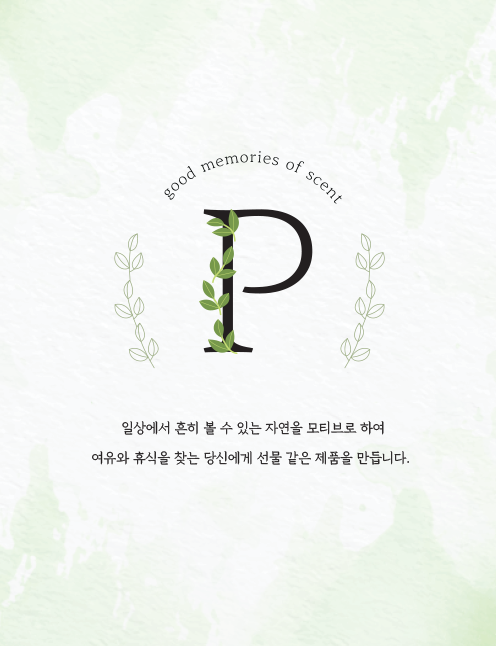 good memories of scent
P
일상에서 흔히 볼 수 있는 자연을 모티브로 하여
여유와 휴식을 찾는 당신에게 선물 같은 제품을 만듭니다.